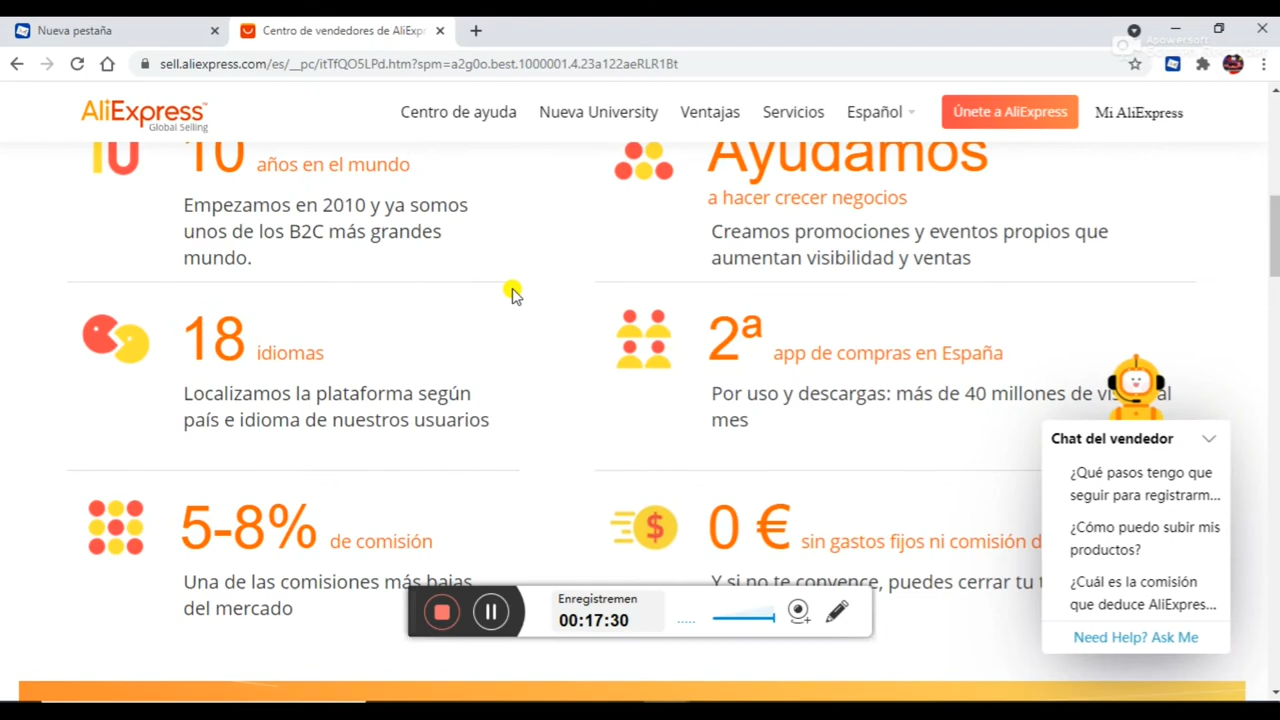 Nueva pestaña
Centro de vendedores de AliExpr
Apowersoft
sell.aliexpress.com/es/__pc/itTfQO5LPd.htm?spm=a2g0o.best.1000001.4.23a122aeRLR1Bt
AliExpress™
Global Selling
Centro de ayuda
Nueva University
Ventajas
Servicios
Español
Únete a AliExpress
Mi AliExpress
10 10 años en el mundo
Empezamos en 2010 y ya somos
unos de los B2C más grandes
mundo.
Ayudamos
a hacer crecer negocios
Creamos promociones y eventos propios que
aumentan visibilidad y ventas
18 idiomas
Localizamos la plataforma según
país e idioma de nuestros usuarios
2ª app de compras en España
Por uso y descargas: más de 40 millones de vi al
mes
5-8% de comisión
Una de las comisiones más bajas
del mercado
0 € sin gastos fijos ni comisión d
Y si no te convence, puedes cerrar tu t
Chat del vendedor
¿Qué pasos tengo que
seguir para registrarm...
¿Cómo puedo subir mis
productos?
¿Cuál es la comisión
que deduce AliExpres...
Need Help? Ask Me
Enregistremen
00:17:30